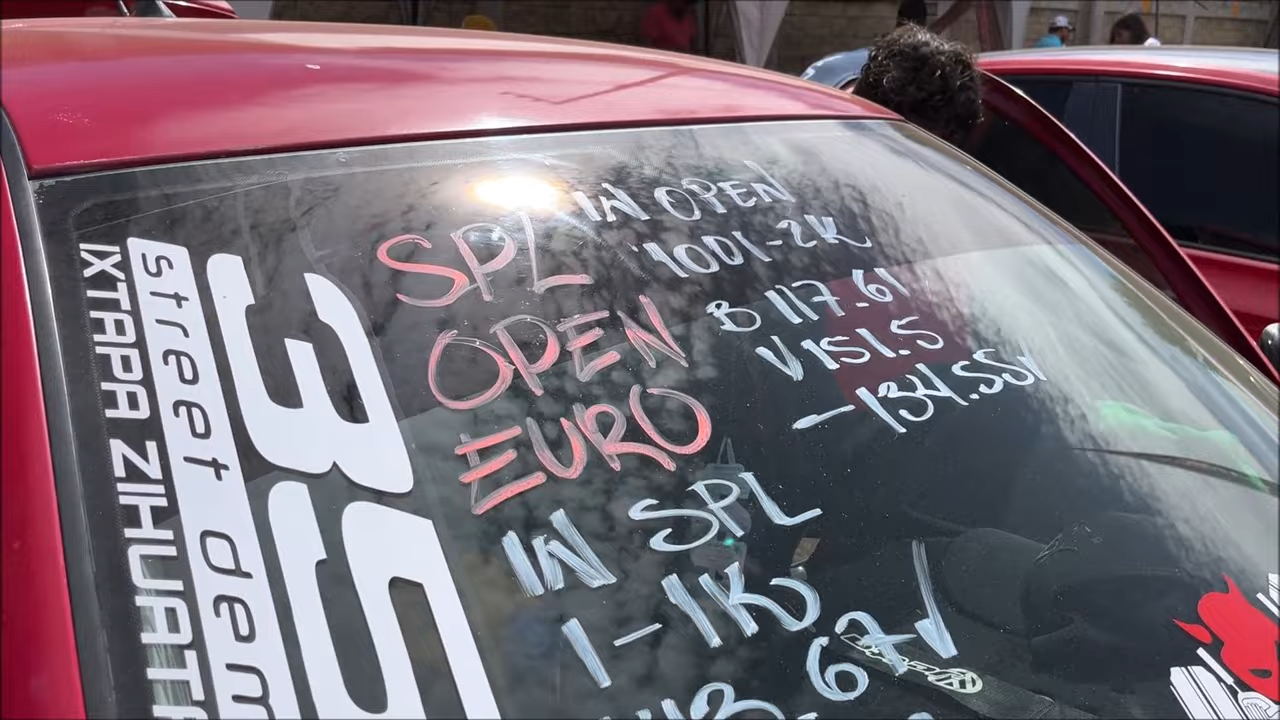 IXTAPA ZIHUATA
street dem
35
SPL
OPEN
EURO
IN OPEN
1001-2K
B 117.61
V 151.5
-134.55
IN SPL
1-1K
67